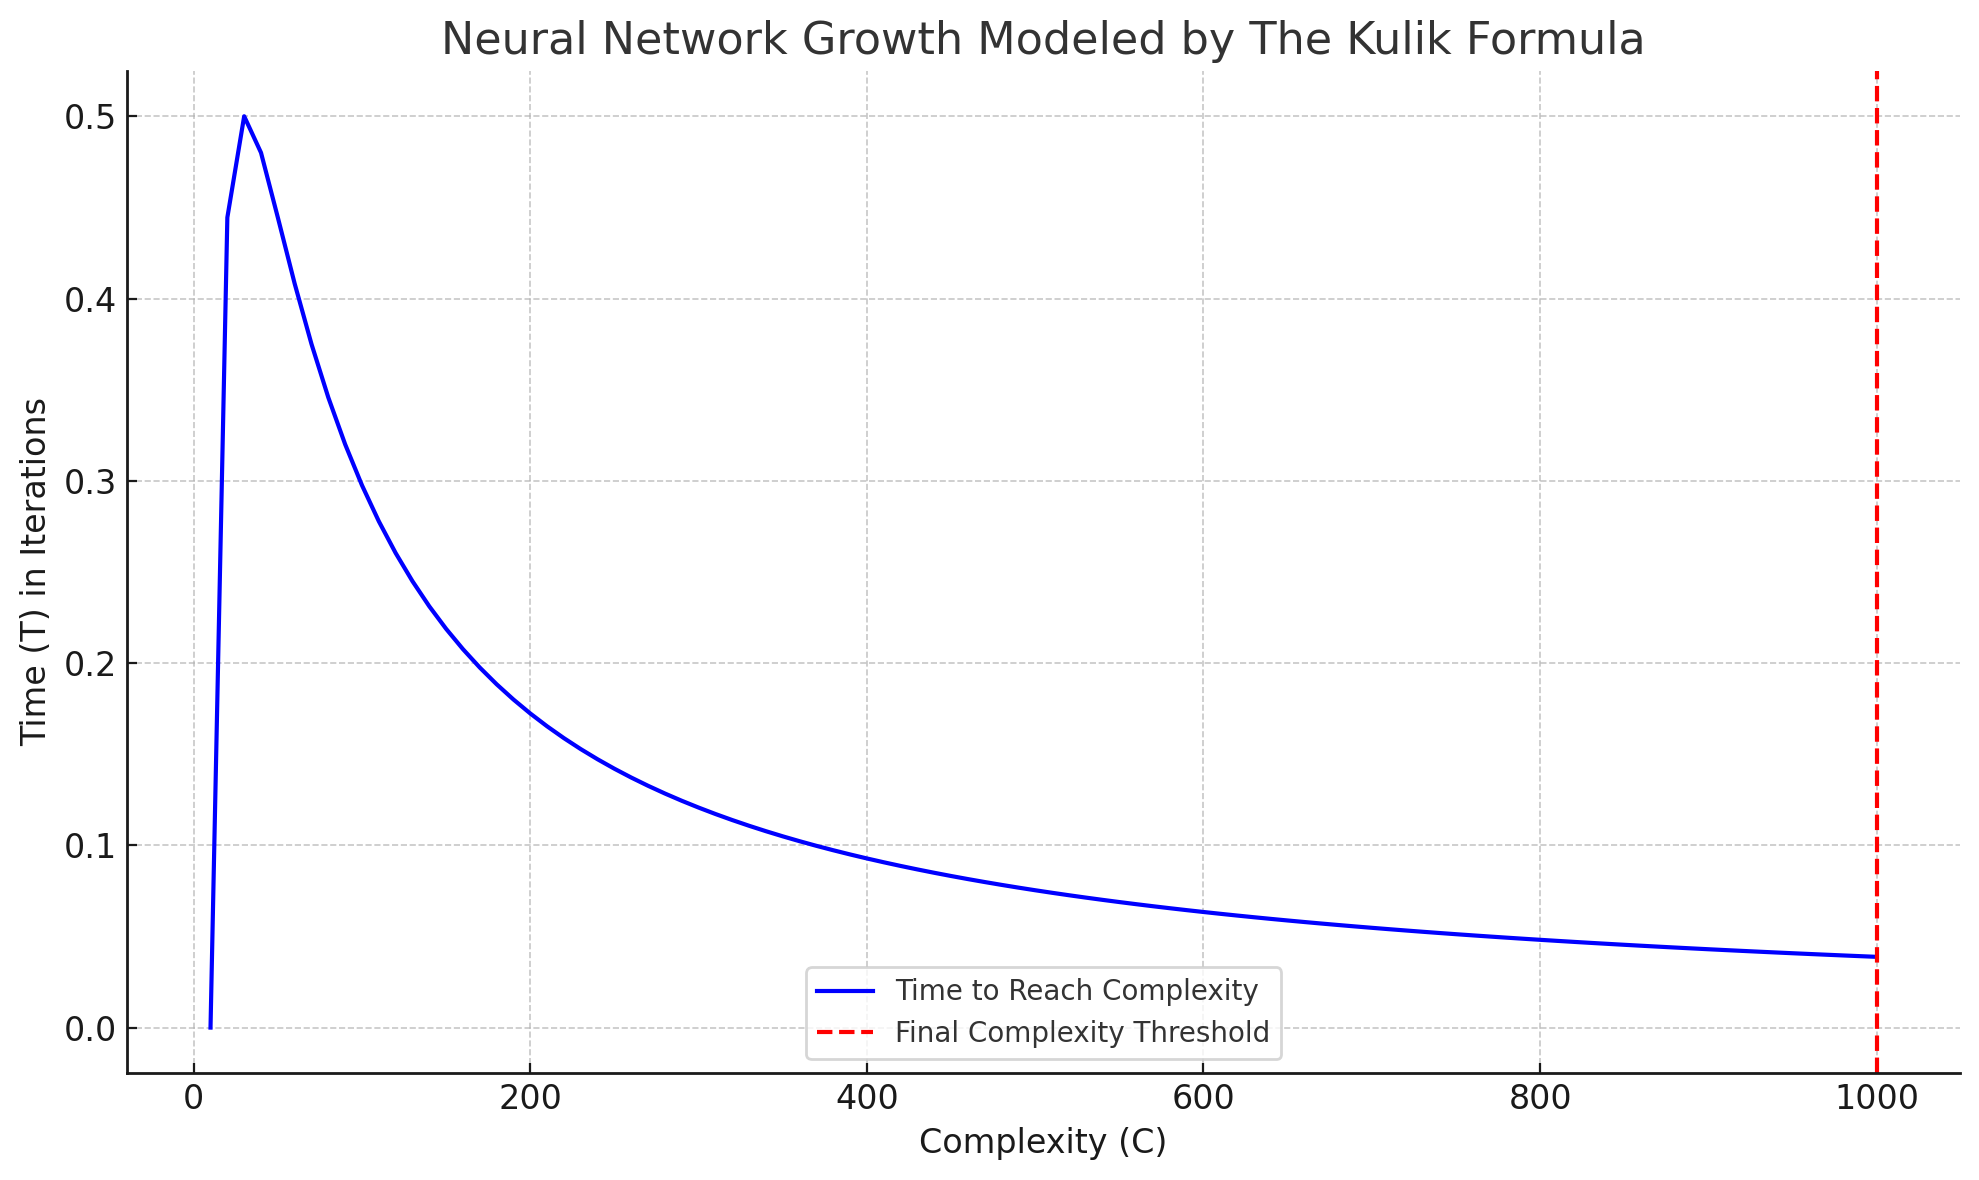 Neural Network Growth Modeled by The Kulik Formula
Time (T) in Iterations
0.5
0.4
0.3
0.2
0.1
0.0
Time to Reach Complexity
Final Complexity Threshold
0
200
400
600
800
1000
Complexity (C)